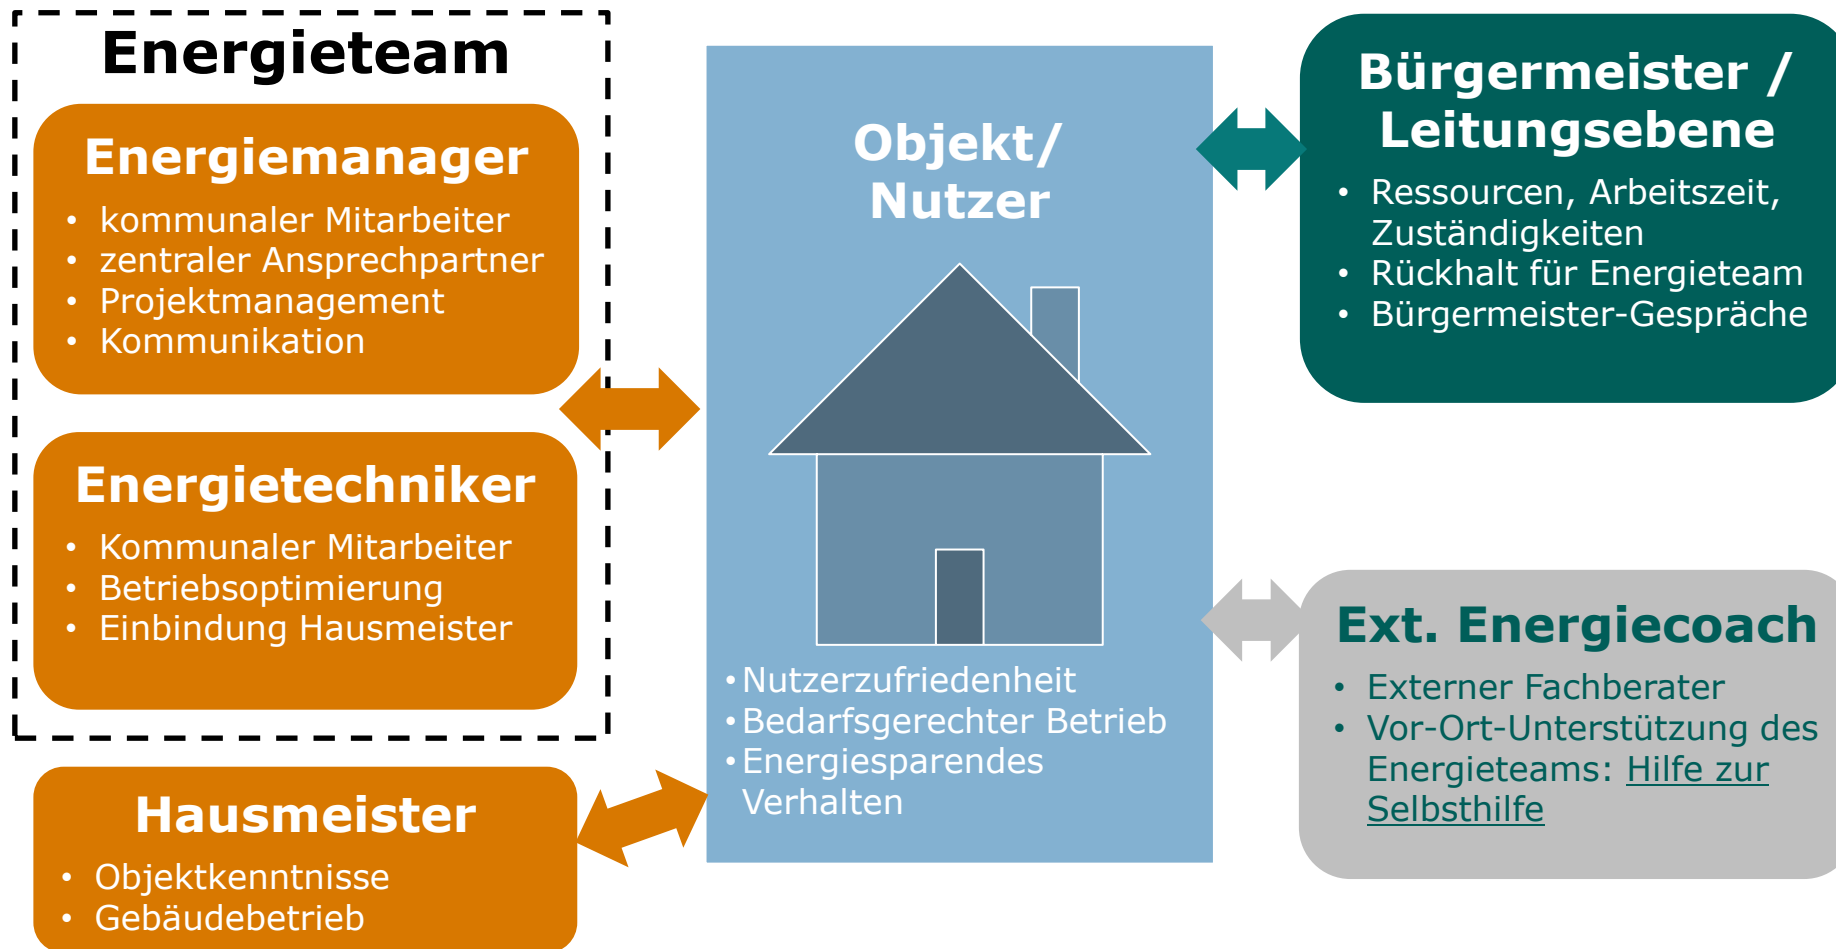 Energieteam
Energiemanager
• kommunaler Mitarbeiter
• zentraler Ansprechpartner
• Projektmanagement
• Kommunikation
Energietechniker
• Kommunaler Mitarbeiter
• Betriebsoptimierung
• Einbindung Hausmeister
Hausmeister
• Objektkenntnisse
• Gebäudebetrieb
Objekt/
Nutzer
• Nutzerzufriedenheit
• Bedarfsgerechter Betrieb
• Energiesparendes
Verhalten
Bürgermeister /
Leitungsebene
• Ressourcen, Arbeitszeit,
Zuständigkeiten
• Rückhalt für Energieteam
• Bürgermeister-Gespräche
Ext. Energiecoach
• Externer Fachberater
• Vor-Ort-Unterstützung des
Energieteams: Hilfe zur
Selbsthilfe